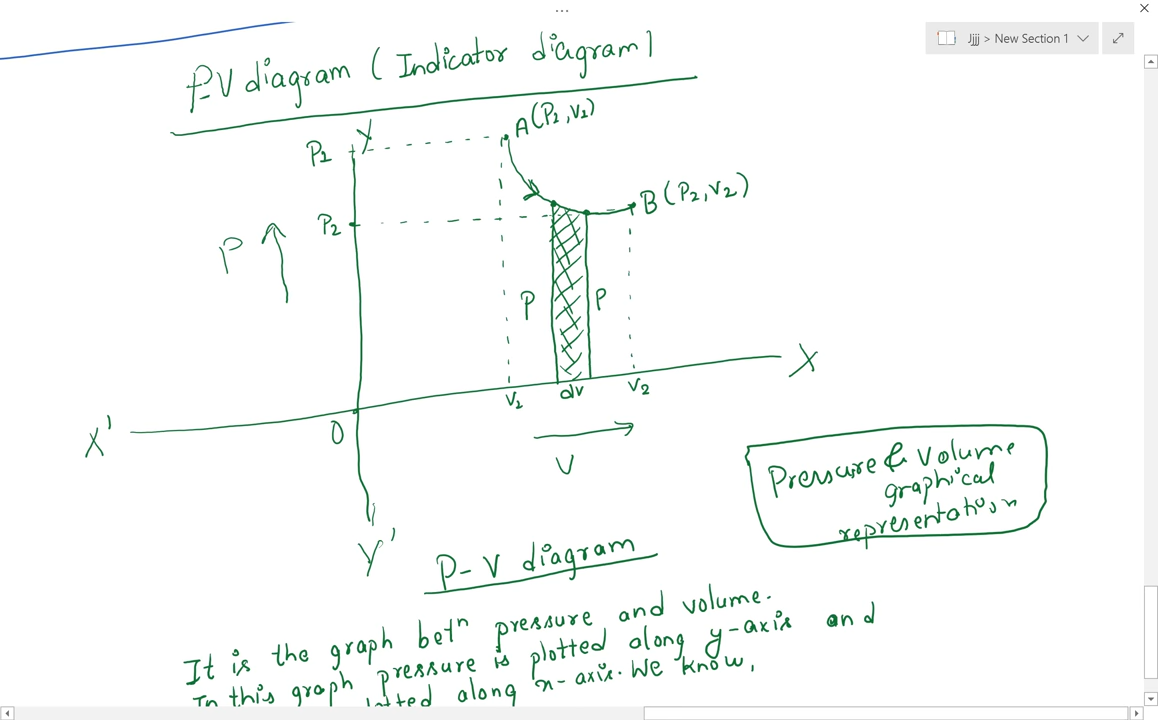 Jjjj > New Section 1
P-V diagram ( Indicator diagram )
Y
P1
A(P1,V1)
P2
B(P2,V2)
P
P
P
X
V1
dv
V2
O
X'
V
Pressure & volume
graphical
representation
Y'
P-V diagram
It is the graph betn pressure and volume.
In this graph pressure is plotted along y-axis and
along x-axis. We know,